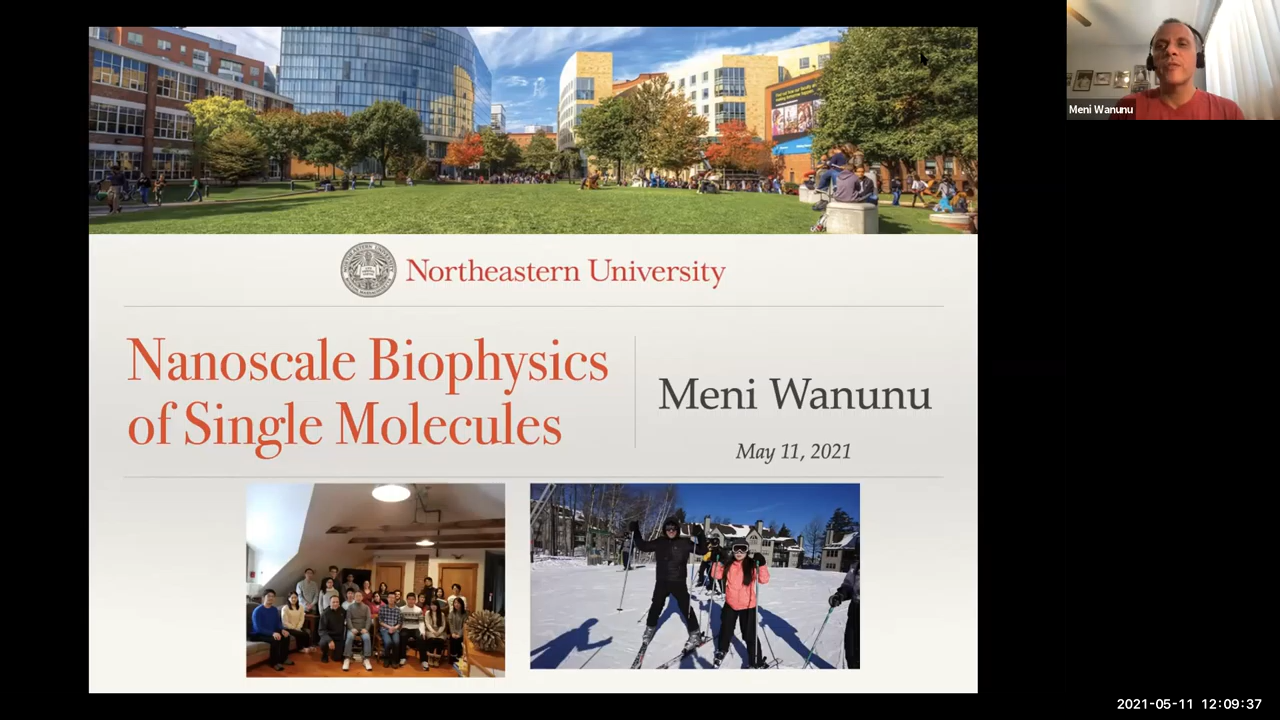 Meni Wanunu
Northeastern University
Nanoscale Biophysics
of Single Molecules
Meni Wanunu
May 11, 2021
2021-05-11 12:09:37